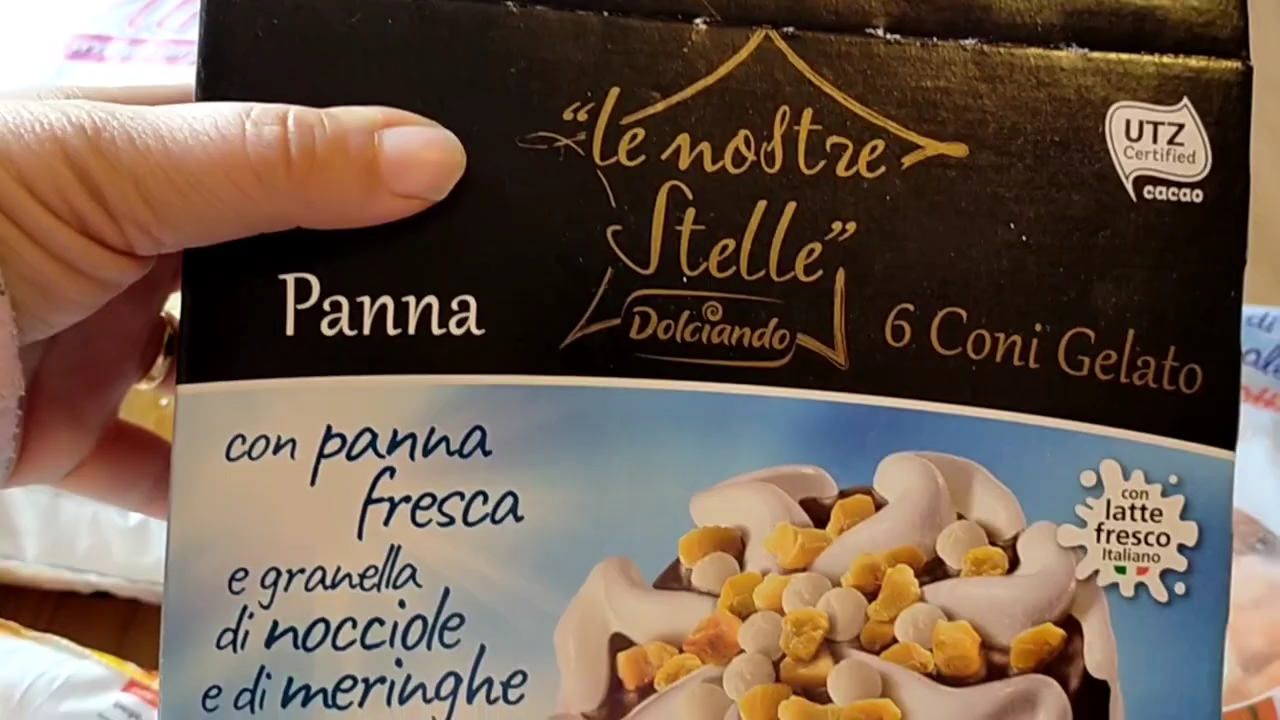 "le nostre
Stelle"
Dolciando
UTZ
Certified
cacao
Panna
6 Coni Gelato
con panna
fresca
e granella
di nocciole
e di meringhe
con
latte
fresco
Italiano
di